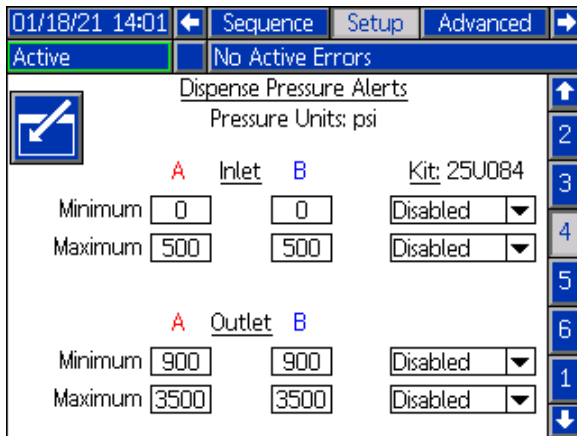 01/18/21 14:01 Sequence Setup Advanced
Active No Active Errors
Dispense Pressure Alerts
Pressure Units: psi
2
A Inlet B Kit: 25U084
3
Minimum 0 0 Disabled
4
Maximum 500 500 Disabled
5
A Outlet B
6
Minimum 900 900 Disabled
1
Maximum 3500 3500 Disabled